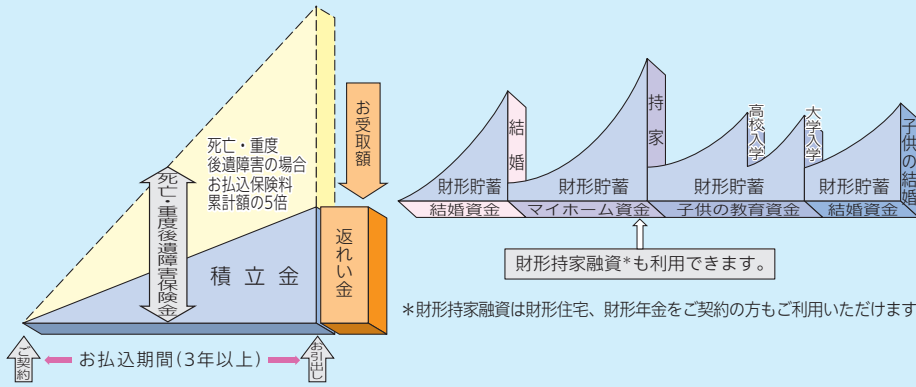 死亡・重度
後遺障害の場合
お払込保険料
累計額の5倍
死亡・重度後遺障害保険金
積立金
お受取額
返れい金
ご契約
お払込期間(3年以上)
お引出し
結婚
持家
高校入学
大学入学
子供の結婚
財形貯蓄
財形貯蓄
財形貯蓄
財形貯蓄
結婚資金
マイホーム資金
子供の教育資金
結婚資金
財形持家融資*も利用できます。
*財形持家融資は財形住宅、財形年金をご契約の方もご利用いただけます